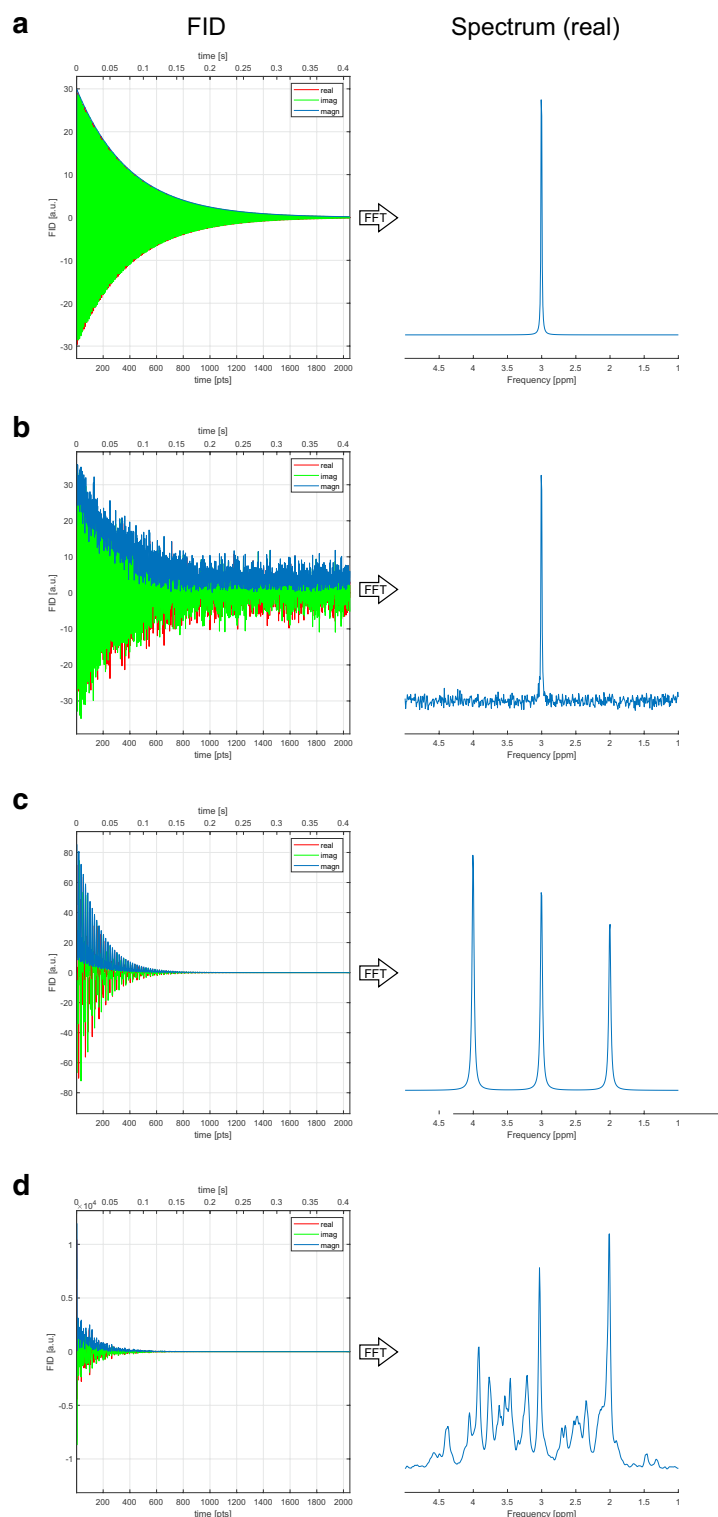 a FID Spectrum (real)
time [s]
0 0.05 0.1 0.15 0.2 0.25 0.3 0.35 0.4
30
20
10
0
-10
-20
-30
FID [a.u.]
real
imag
magn
200 400 600 800 1000 1200 1400 1600 1800 2000
time [pts]
FFT
4.5 4 3.5 3 2.5 2 1.5 1
Frequency [ppm]
b
time [s]
0 0.05 0.1 0.15 0.2 0.25 0.3 0.35 0.4
30
20
10
0
-10
-20
-30
FID [a.u.]
real
imag
magn
200 400 600 800 1000 1200 1400 1600 1800 2000
time [pts]
FFT
4.5 4 3.5 3 2.5 2 1.5 1
Frequency [ppm]
c
time [s]
0 0.05 0.1 0.15 0.2 0.25 0.3 0.35 0.4
80
60
40
20
0
-20
-40
-60
-80
FID [a.u.]
real
imag
magn
200 400 600 800 1000 1200 1400 1600 1800 2000
time [pts]
FFT
4.5 4 3.5 3 2.5 2 1.5 1
Frequency [ppm]
d
time [s]
0 0.05 0.1 0.15 0.2 0.25 0.3 0.35 0.4
× 10^4
1
0.5
0
-0.5
-1
FID [a.u.]
real
imag
magn
200 400 600 800 1000 1200 1400 1600 1800 2000
time [pts]
FFT
4.5 4 3.5 3 2.5 2 1.5 1
Frequency [ppm]